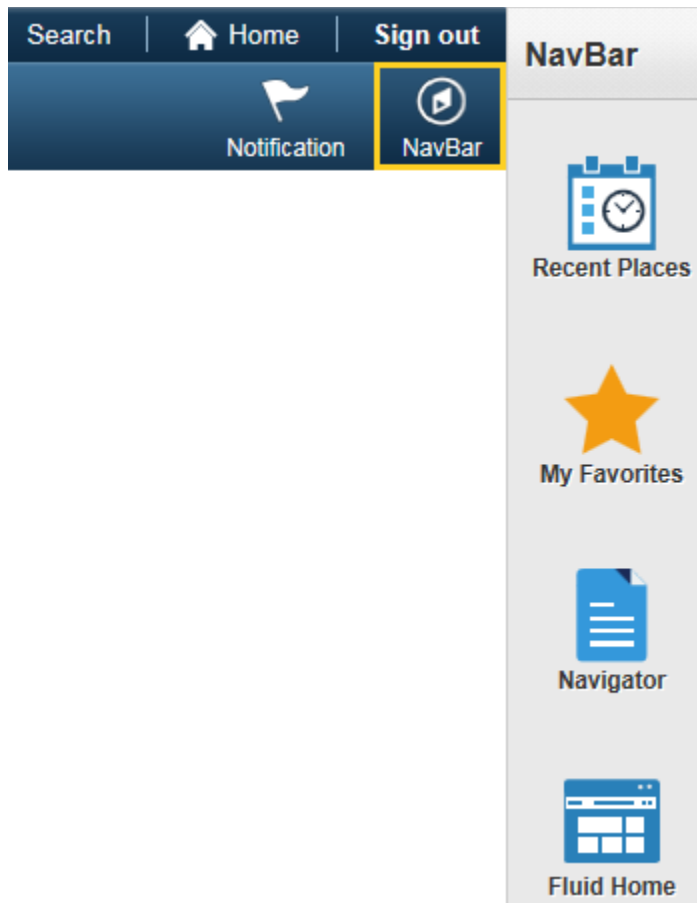 Search Home Sign out
Notification NavBar
NavBar
Recent Places
My Favorites
Navigator
Fluid Home